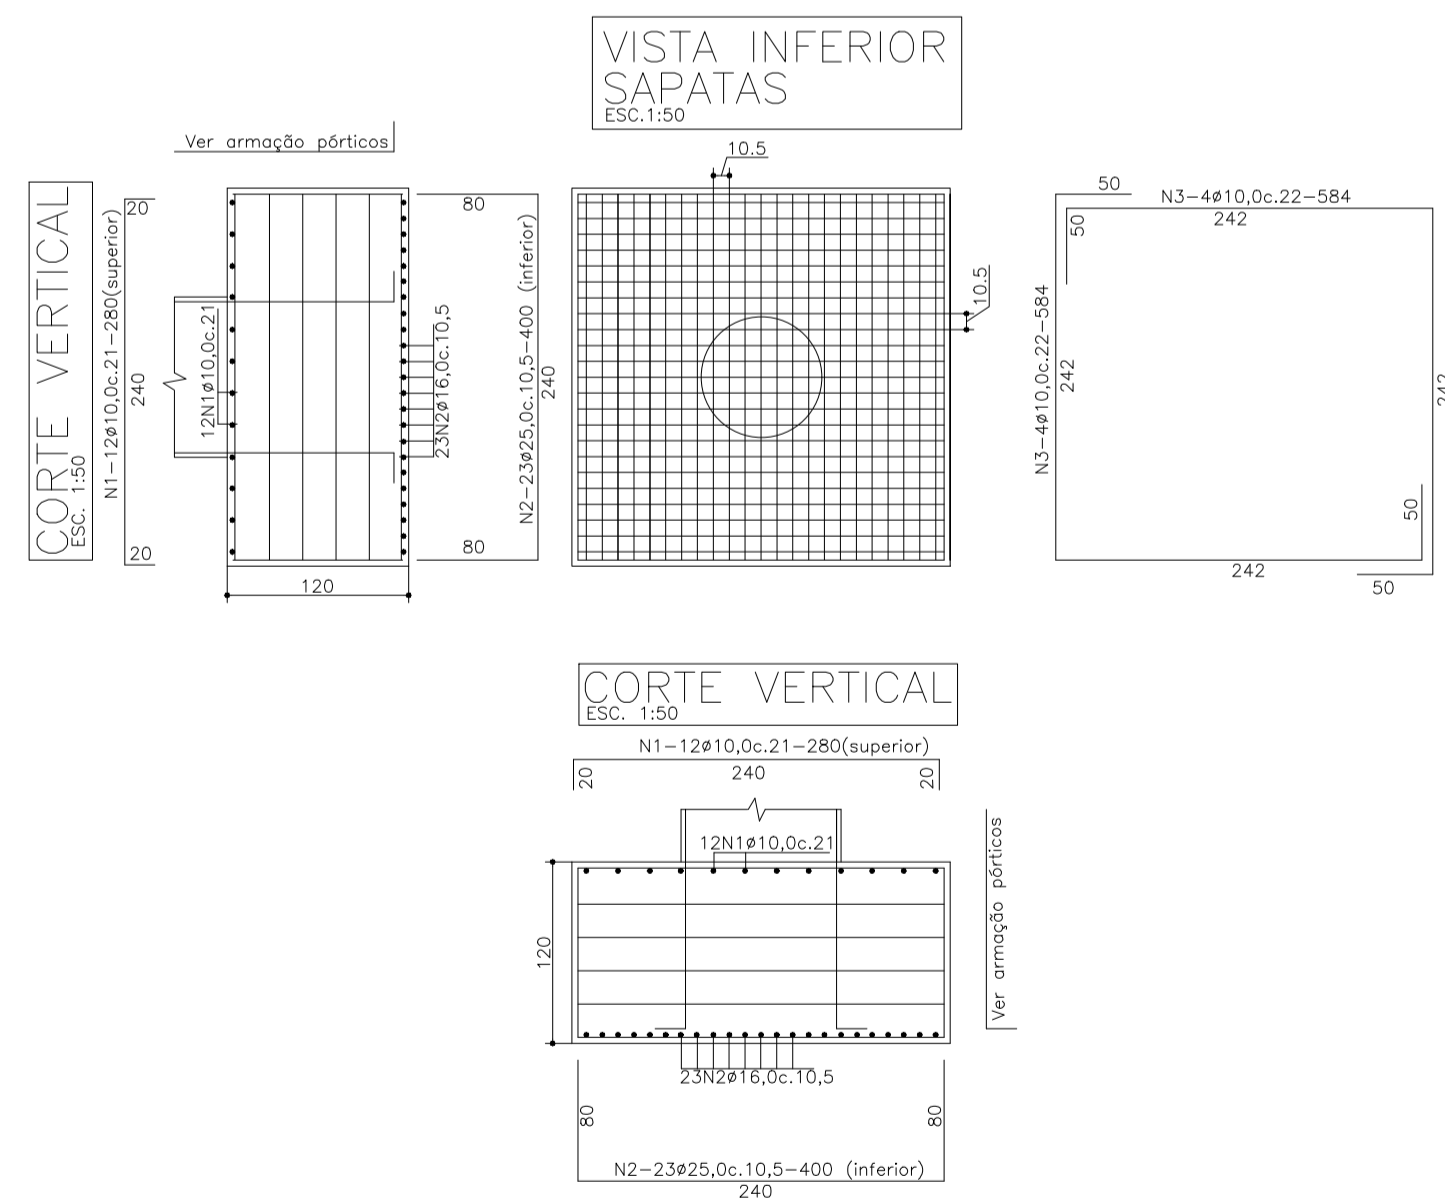 VISTA INFERIOR
SAPATAS
ESC.1:50
Ver armação pórticos
CORTE VERTICAL
ESC. 1:50
N1-12ø10,0c.21-280(superior)
20
240
20
12N1ø10,0c.21
120
23N2ø16,0c.10,5
80
80
N2-23ø25,0c.10,5-400 (inferior)
240
10.5
10.5
50
N3-4ø10,0c.22-584
242
50
N3-4ø10,0c.22-584
242
242
50
242
50
CORTE VERTICAL
ESC. 1:50
N1-12ø10,0c.21-280(superior)
20
240
20
12N1ø10,0c.21
120
Ver armação pórticos
23N2ø16,0c.10,5
80
80
N2-23ø25,0c.10,5-400 (inferior)
240